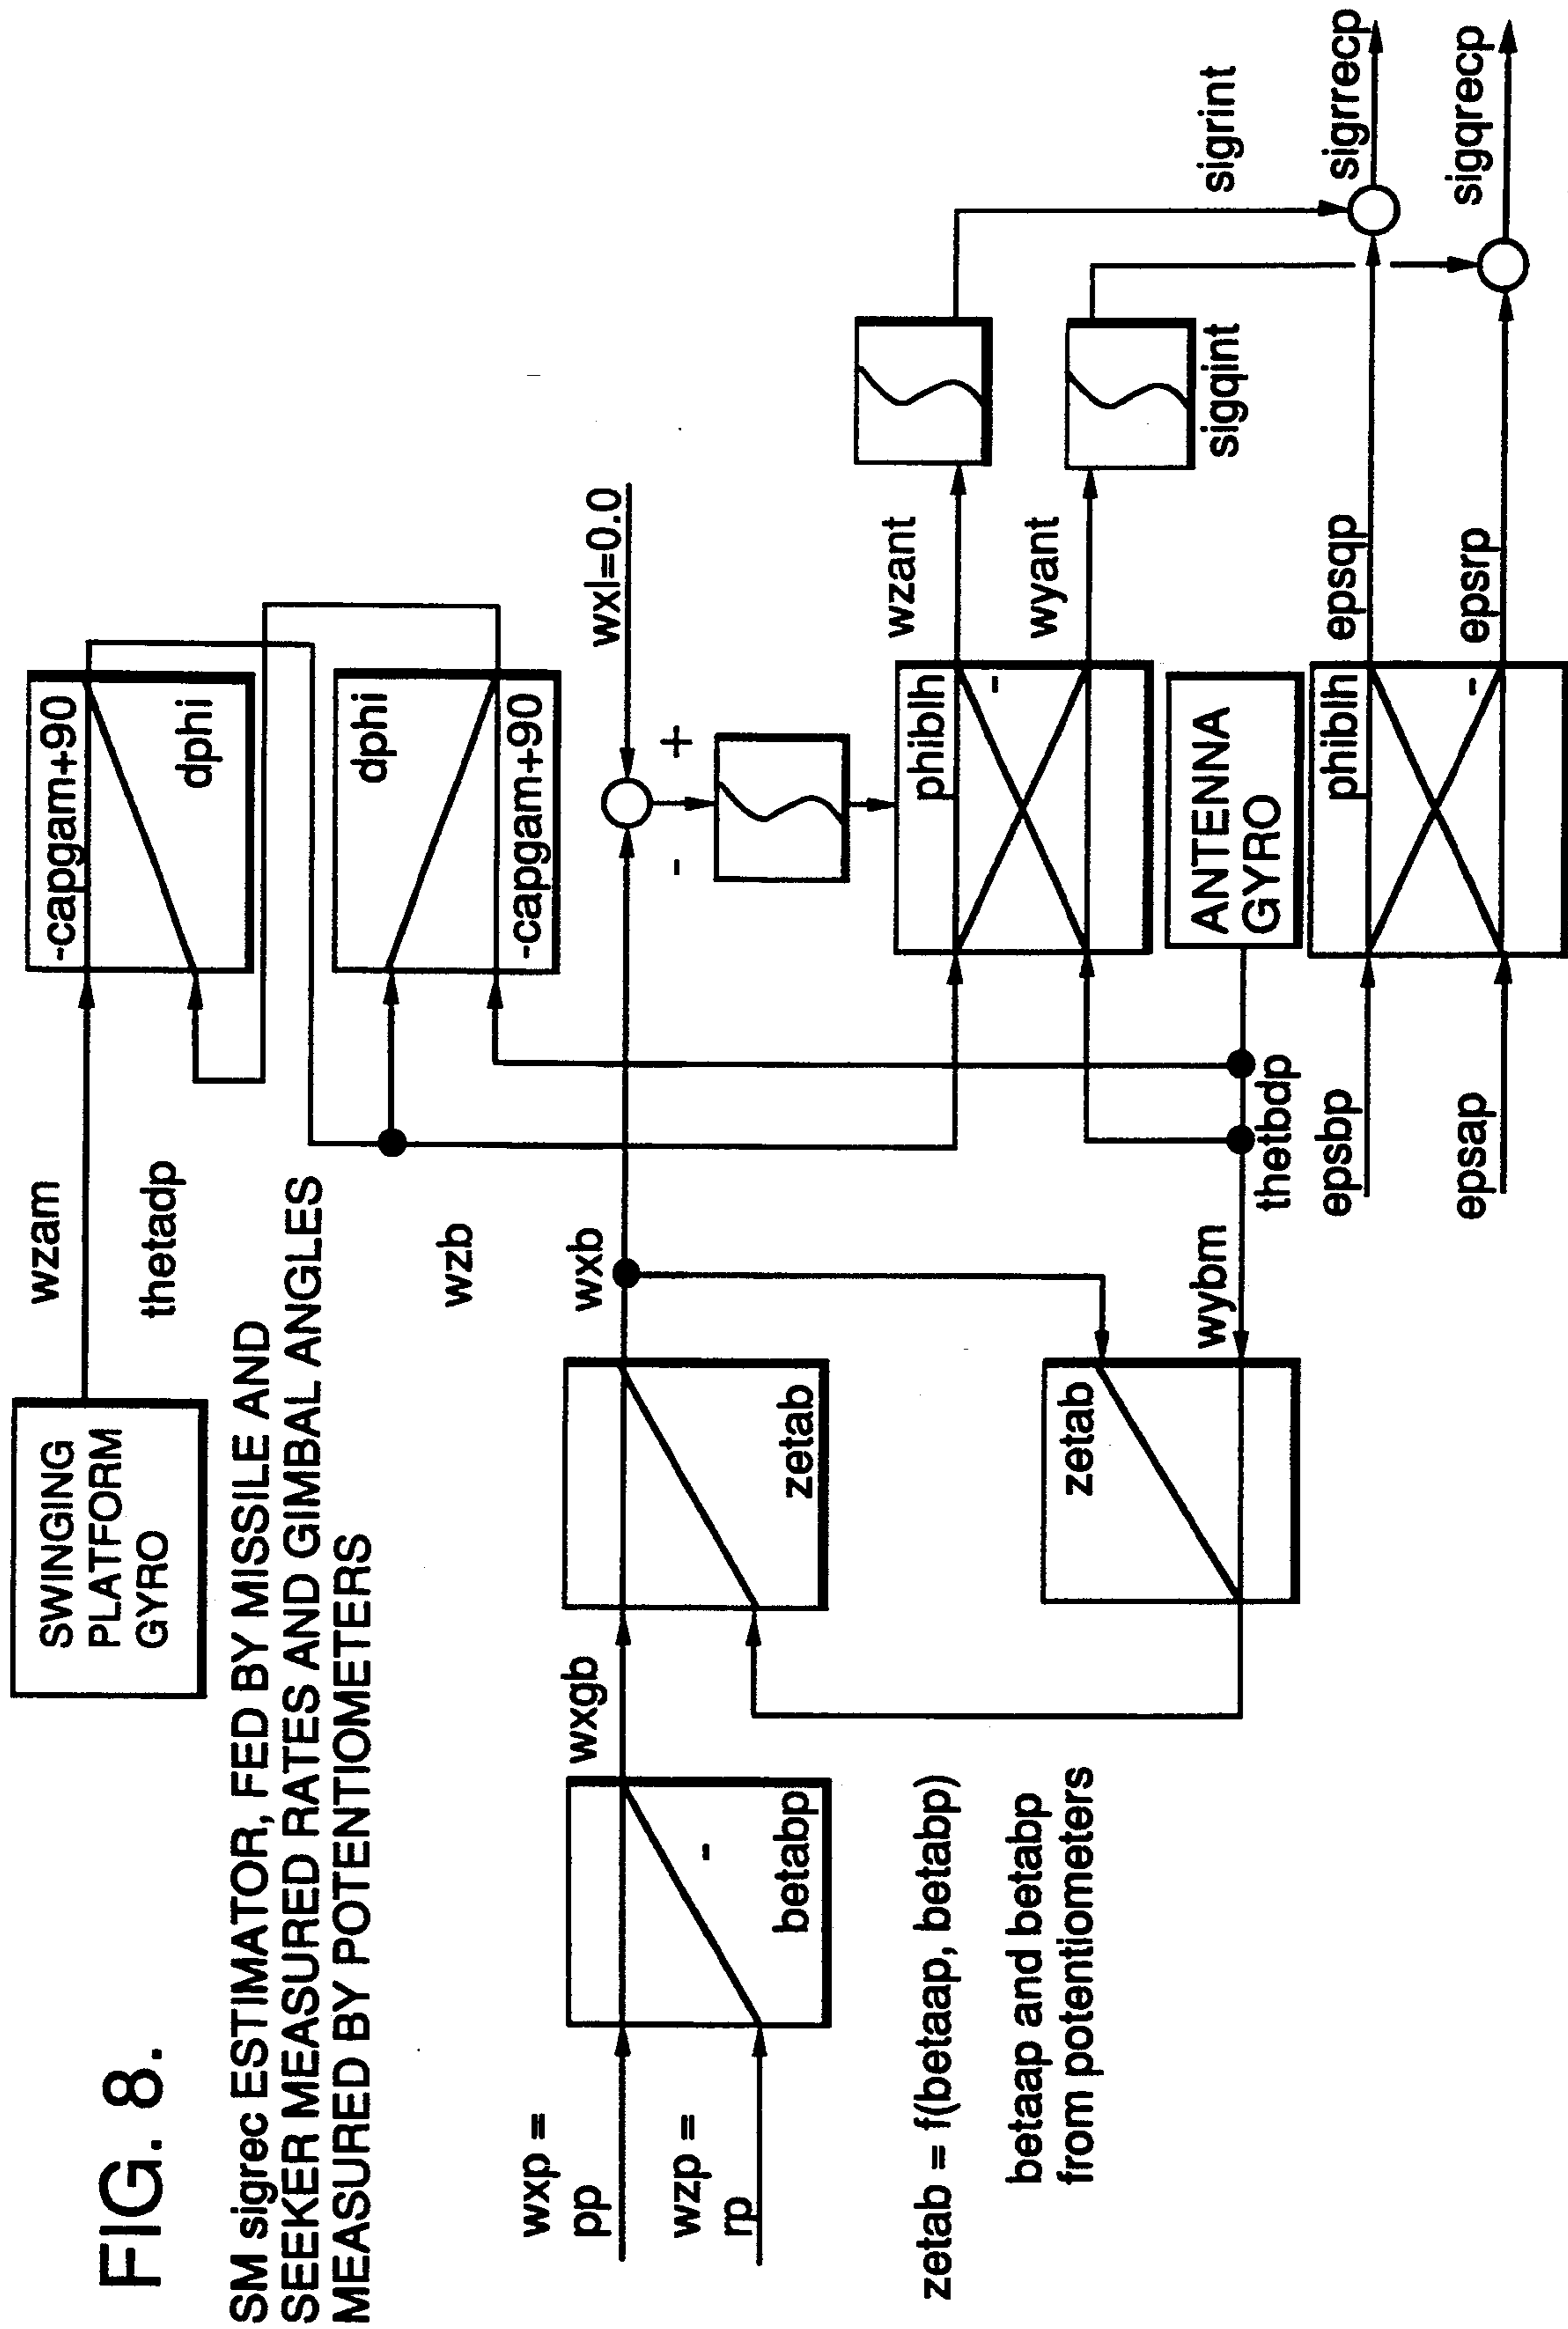 FIG. 8.
SM sigrec ESTIMATOR, FED BY MISSILE AND
SEEKER MEASURED RATES AND GIMBAL ANGLES
MEASURED BY POTENTIOMETERS
SWINGING
PLATFORM
GYRO
wzam
thetadp
-capgam+90
dphi
dphi
-capgam+90
wzb
wxp =
pp
wzp =
rp
betabp
-
wxgb
zetab
wxb
wxl=0.0
-
+
zetab
wybm
thetbdp
phiblh
-
wzant
wyant
sigqint
sigrint
ANTENNA
GYRO
epsbp
epsap
phiblh
-
epsqp
epsrp
sigrrecp
sigqrecp
zetab = f(betaap, betabp)
betaap and betabp
from potentiometers